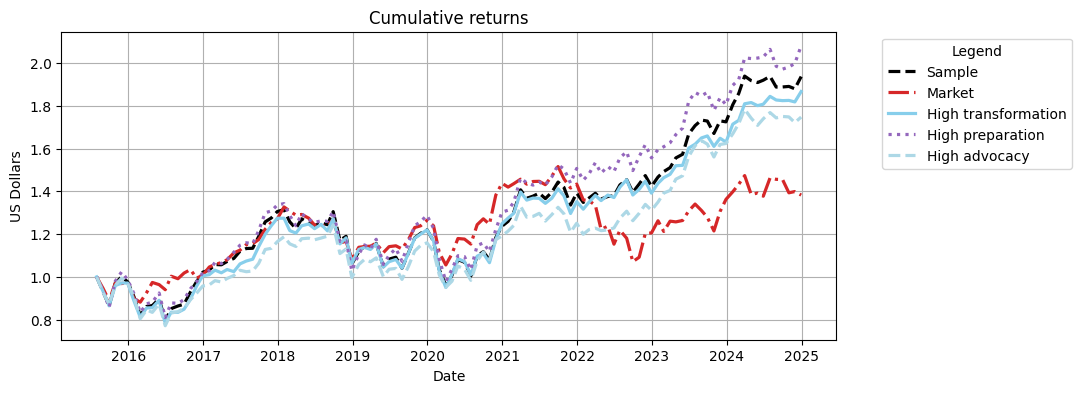 Cumulative returns
US Dollars
2.0
1.8
1.6
1.4
1.2
1.0
0.8
2016 2017 2018 2019 2020 2021 2022 2023 2024 2025
Date
Legend
Sample
Market
High transformation
High preparation
High advocacy